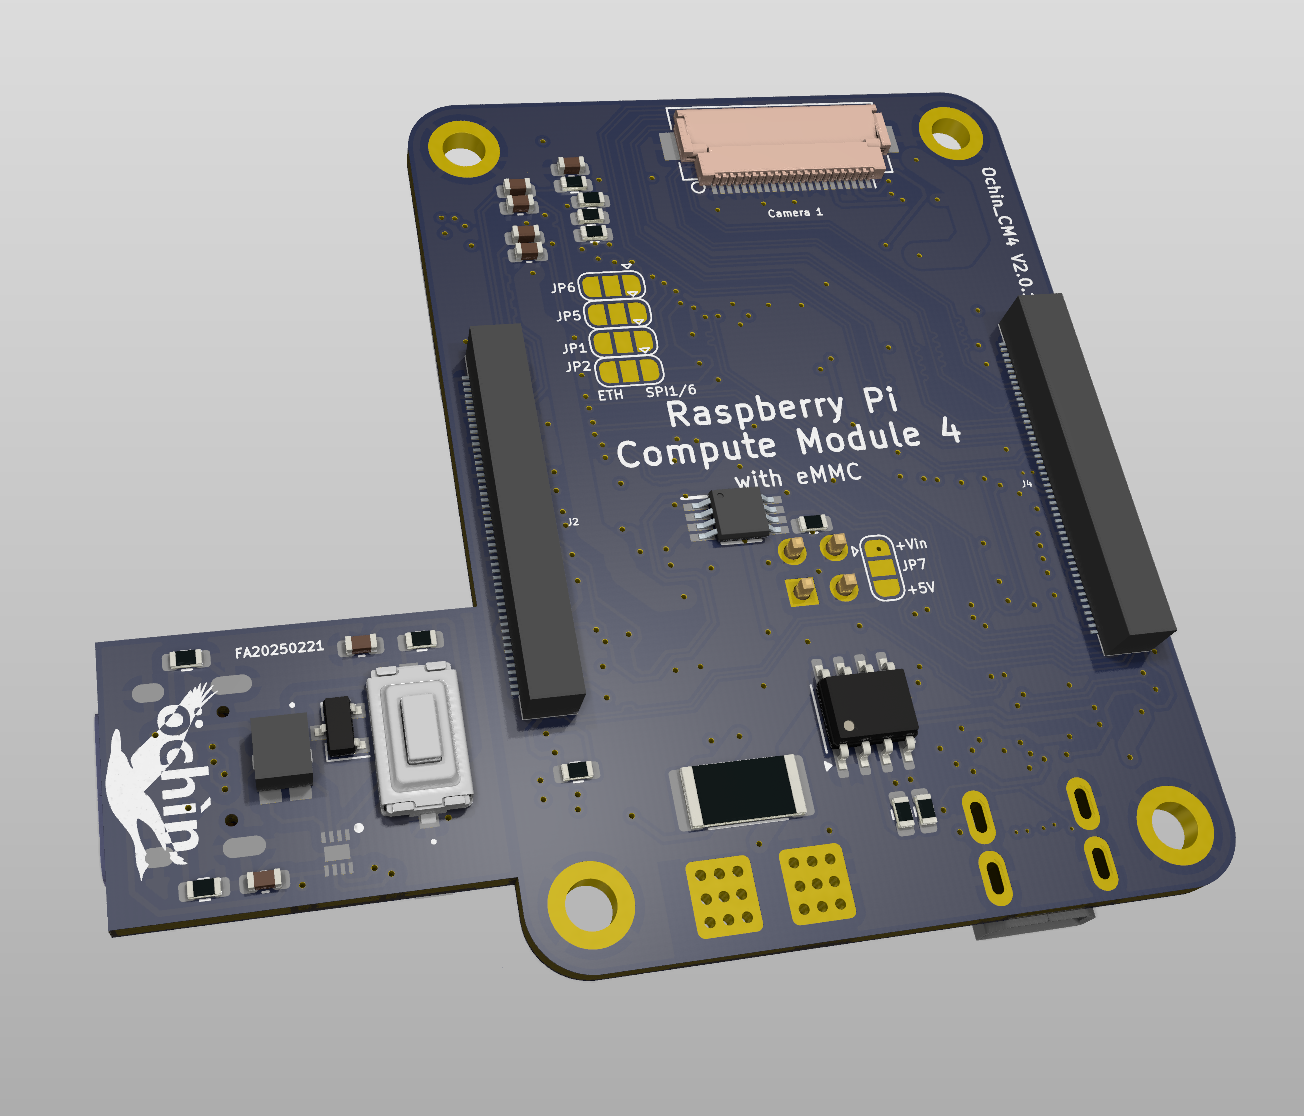 Camera 1
Ochin_CM4 V2.0.
JP6
JP5
JP1
JP2
ETH SPI1/6
Raspberry Pi
Compute Module 4
with eMMC
J2
J4
+Vin
JP7
+5V
FA20250221
öchìn